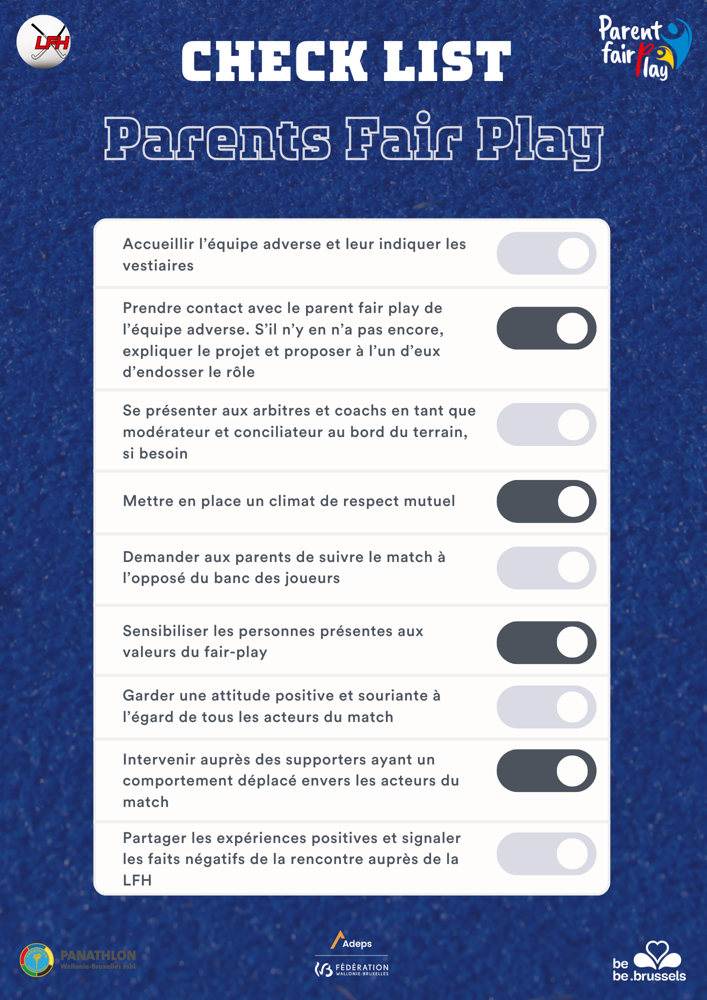 LFH
Parent
fair Play
CHECK LIST
Parents Fair Play
Accueillir l’équipe adverse et leur indiquer les
vestiaires
Prendre contact avec le parent fair play de
l’équipe adverse. S’il n’y en n’a pas encore,
expliquer le projet et proposer à l’un d’eux
d’endosser le rôle
Se présenter aux arbitres et coachs en tant que
modérateur et conciliateur au bord du terrain,
si besoin
Mettre en place un climat de respect mutuel
Demander aux parents de suivre le match à
l’opposé du banc des joueurs
Sensibiliser les personnes présentes aux
valeurs du fair-play
Garder une attitude positive et souriante à
l’égard de tous les acteurs du match
Intervenir auprès des supporters ayant un
comportement déplacé envers les acteurs du
match
Partager les expériences positives et signaler
les faits négatifs de la rencontre auprès de la
LFH
PANATHLON
INTERNATIONAL
PANATHLON
Wallonie-Bruxelles asbl
Adeps
FÉDÉRATION
WALLONIE-BRUXELLES
be
be.brussels